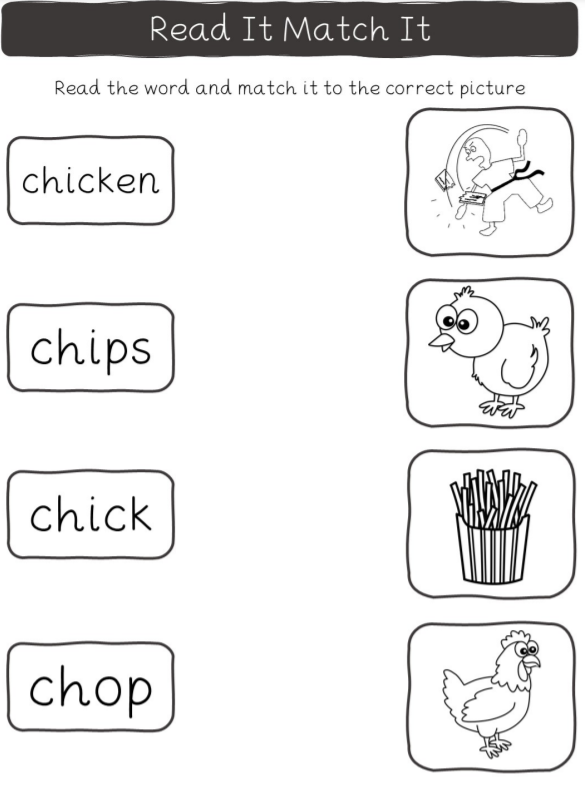 Read It Match It
Read the word and match it to the correct picture
chicken
chips
chick
chop